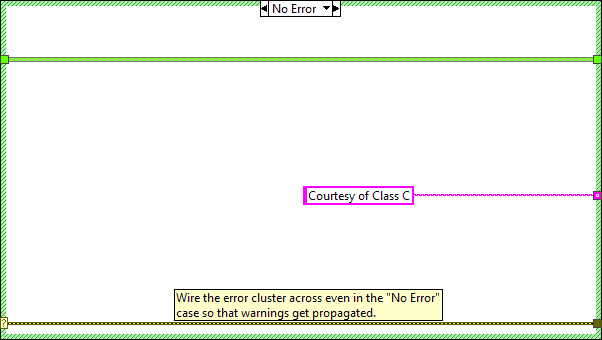 No Error
Courtesy of Class C
Wire the error cluster across even in the "No Error"
case so that warnings get propagated.
?